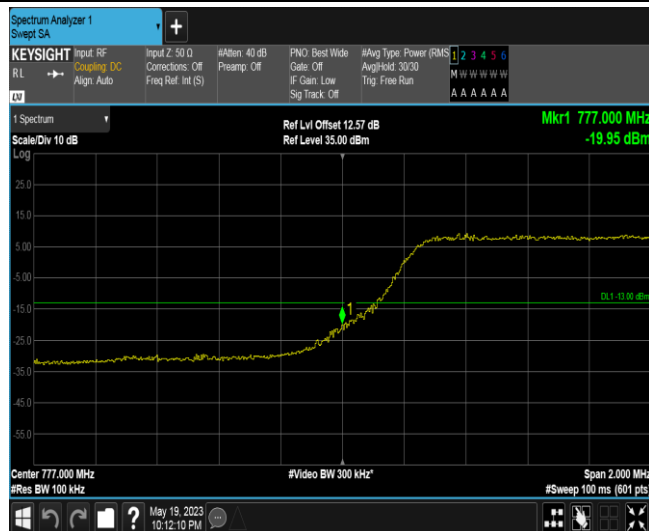 Spectrum Analyzer 1
Swept SA
+
KEYSIGHT Input: RF Input Z: 50 Ω #Atten: 40 dB PNO: Best Wide #Avg Type: Power (RMS 1 2 3 4 5 6
RL Coupling: DC Corrections: Off Preamp: Off Gate: Off Avg|Hold: 30/30 M W W W W W
Align: Auto Freq Ref: Int (S) IF Gain: Low Trig: Free Run
Sig Track: Off A A A A A A
LXI
1 Spectrum Ref Lvl Offset 12.57 dB Mkr1 777.000 MHz
Scale/Div 10 dB Ref Level 35.00 dBm -19.95 dBm
Log
25.0
15.0
5.00
-5.00
DL1 -13.00 dBm
-15.0 1
-25.0
-35.0
-45.0
-55.0
Center 777.000 MHz #Video BW 300 kHz* Span 2.000 MHz
#Res BW 100 kHz #Sweep 100 ms (601 pts)
? May 19, 2023
10:12:10 PM